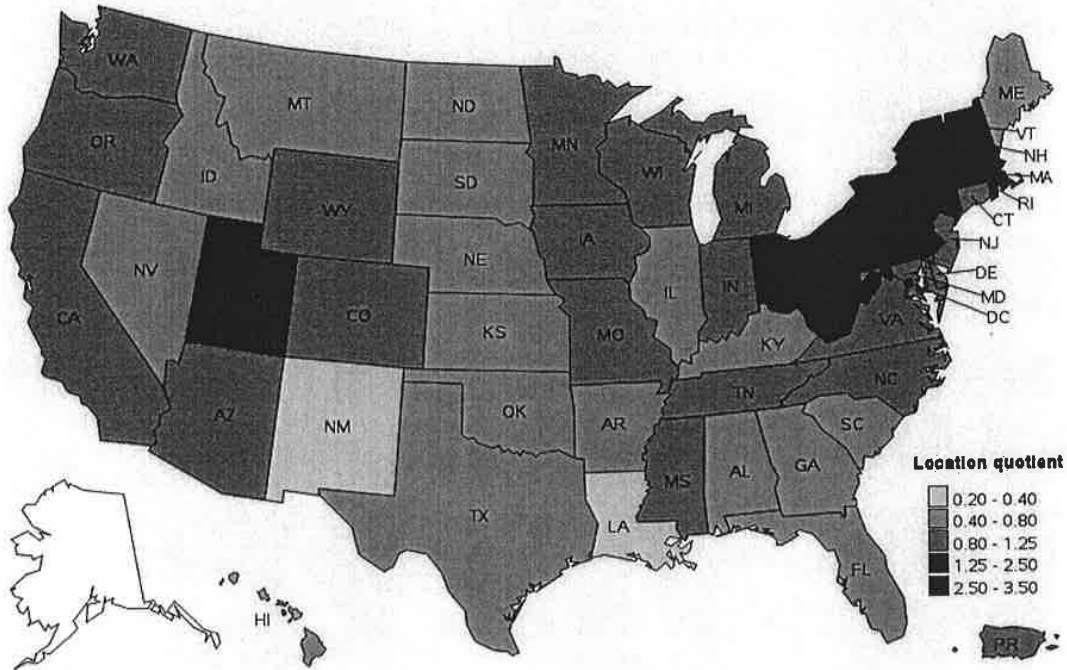 WA
MT
ND
ME
VT
NH
MA
RI
CT
NJ
DE
MD
DC
OR
ID
SD
MN
WI
MI
WY
NE
IA
NV
CA
CO
KS
IL
IN
MO
KY
VA
AZ
NM
OK
AR
TN
NC
SC
TX
LA
MS
AL
GA
FL
HI
PR
Location quotient
0.20 - 0.40
0.40 - 0.80
0.80 - 1.25
1.25 - 2.50
2.50 - 3.50